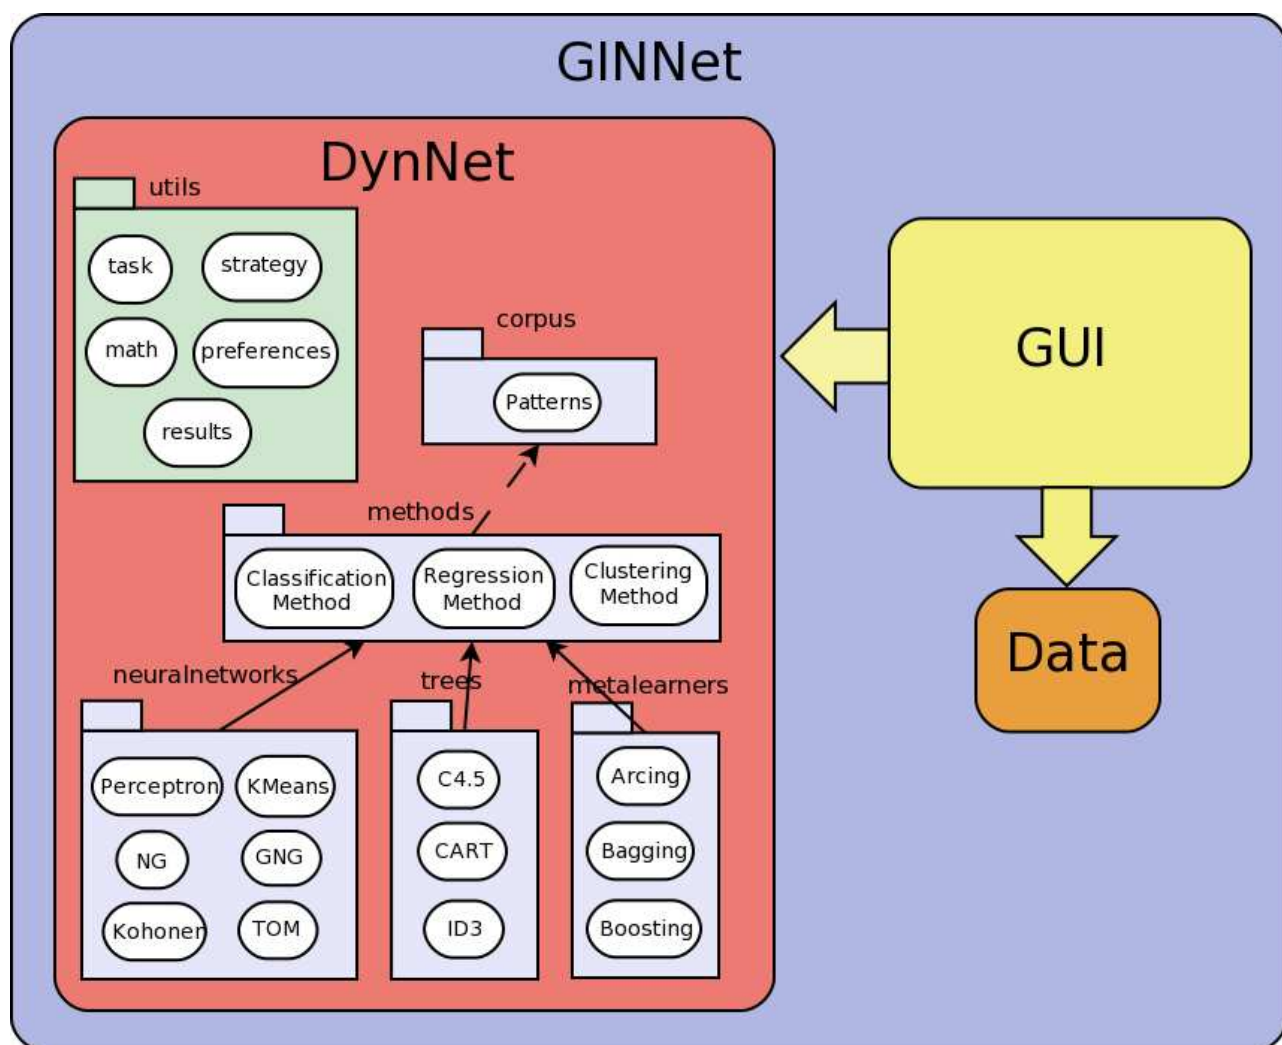 GINNet
DynNet
utils
task
strategy
math
preferences
results
corpus
Patterns
methods
Classification
Method
Regression
Method
Clustering
Method
neuralnetworks
Perceptron
KMeans
NG
GNG
Kohonen
TOM
trees
C4.5
CART
ID3
metalearners
Arcing
Bagging
Boosting
GUI
Data